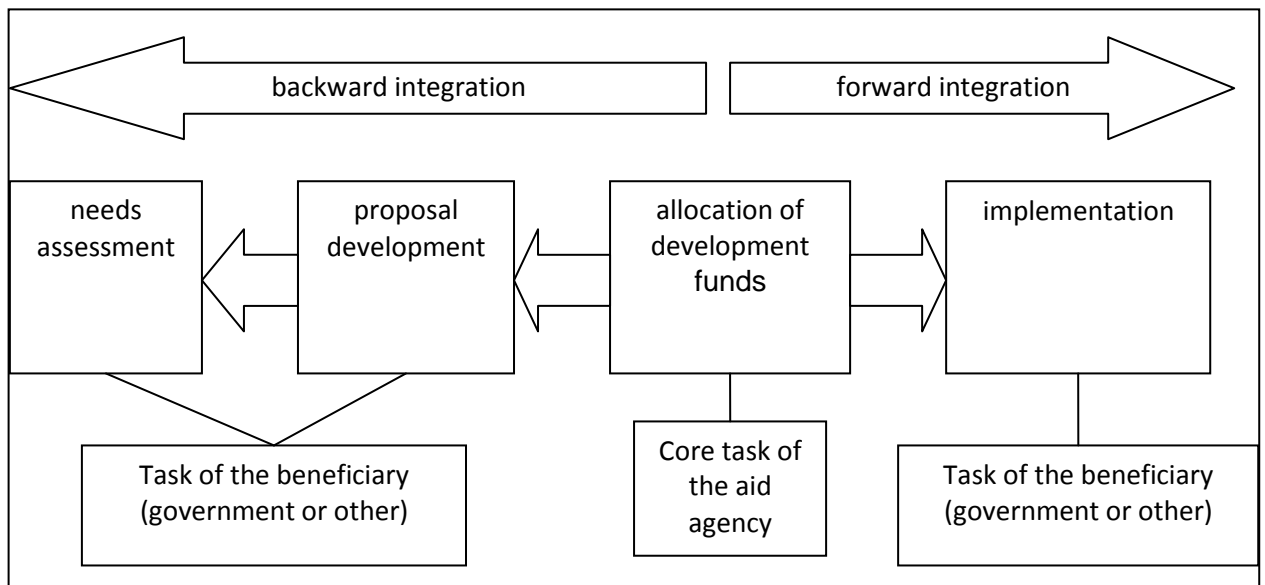 backward integration
forward integration
needs
assessment
proposal
development
allocation of
development
funds
implementation
Task of the beneficiary
(government or other)
Core task of
the aid
agency
Task of the beneficiary
(government or other)